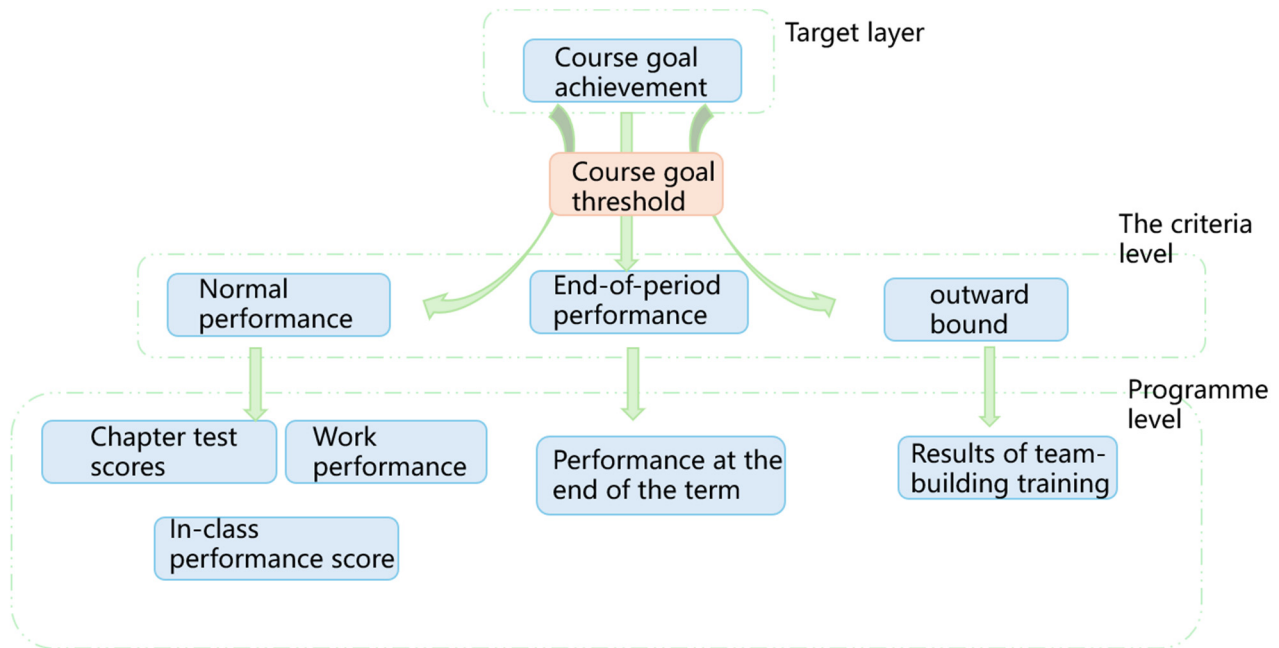 Target layer
Course goal
achievement
Course goal
threshold
The criteria
level
Normal
performance
End-of-period
performance
outward
bound
Programme
level
Chapter test
scores
Work
performance
Performance at the
end of the term
Results of team-
building training
In-class
performance score